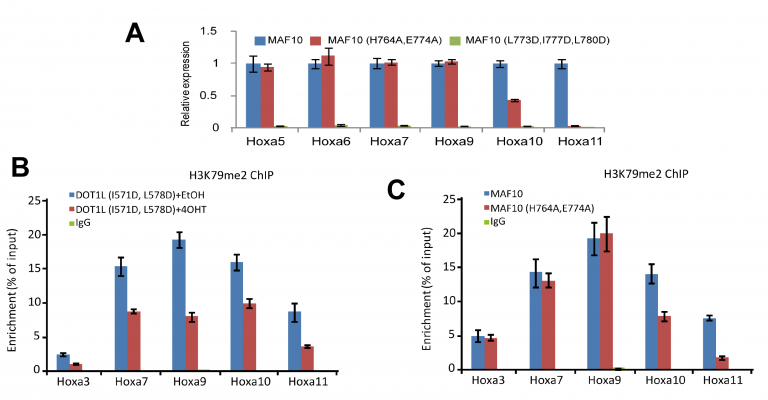 A
MAF10 MAF10 (H764A,E774A) MAF10 (L773D,I777D,L780D)
Relative expression
1.5
1
0.5
0
Hoxa5 Hoxa6 Hoxa7 Hoxa9 Hoxa10 Hoxa11
B
H3K79me2 ChIP
DOT1L (I571D, L578D)+EtOH
DOT1L (I571D, L578D)+4OHT
IgG
Enrichment (% of input)
25
20
15
10
5
0
Hoxa3 Hoxa7 Hoxa9 Hoxa10 Hoxa11
C
H3K79me2 ChIP
MAF10
MAF10 (H764A,E774A)
IgG
Enrichment (% of input)
25
20
15
10
5
0
Hoxa3 Hoxa7 Hoxa9 Hoxa10 Hoxa11